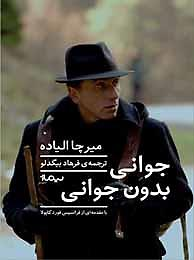 میرچا الیاده
ترجمه‌ی فرهاد بیگدلو
جوانی
بدون جوانی
با مقدمه‌ای از فرانسیس فورد کاپولا